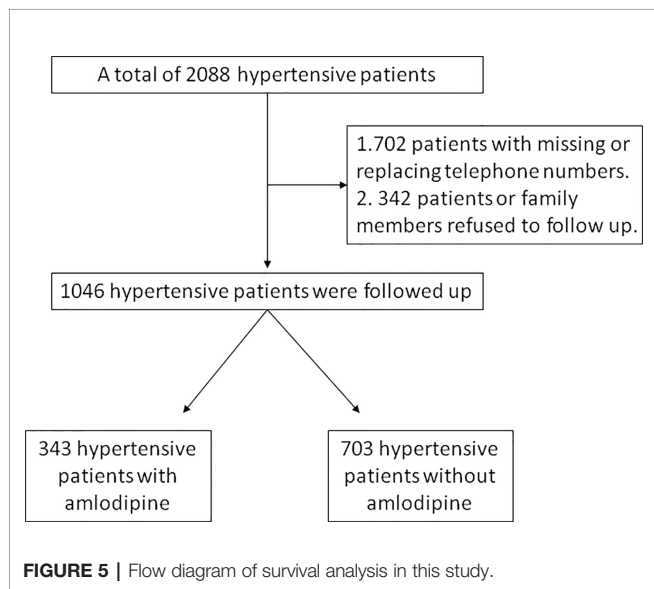 A total of 2088 hypertensive patients
1.702 patients with missing or
replacing telephone numbers.
2. 342 patients or family
members refused to follow up.
1046 hypertensive patients were followed up
343 hypertensive
patients with
amlodipine
703 hypertensive
patients without
amlodipine
FIGURE 5 | Flow diagram of survival analysis in this study.